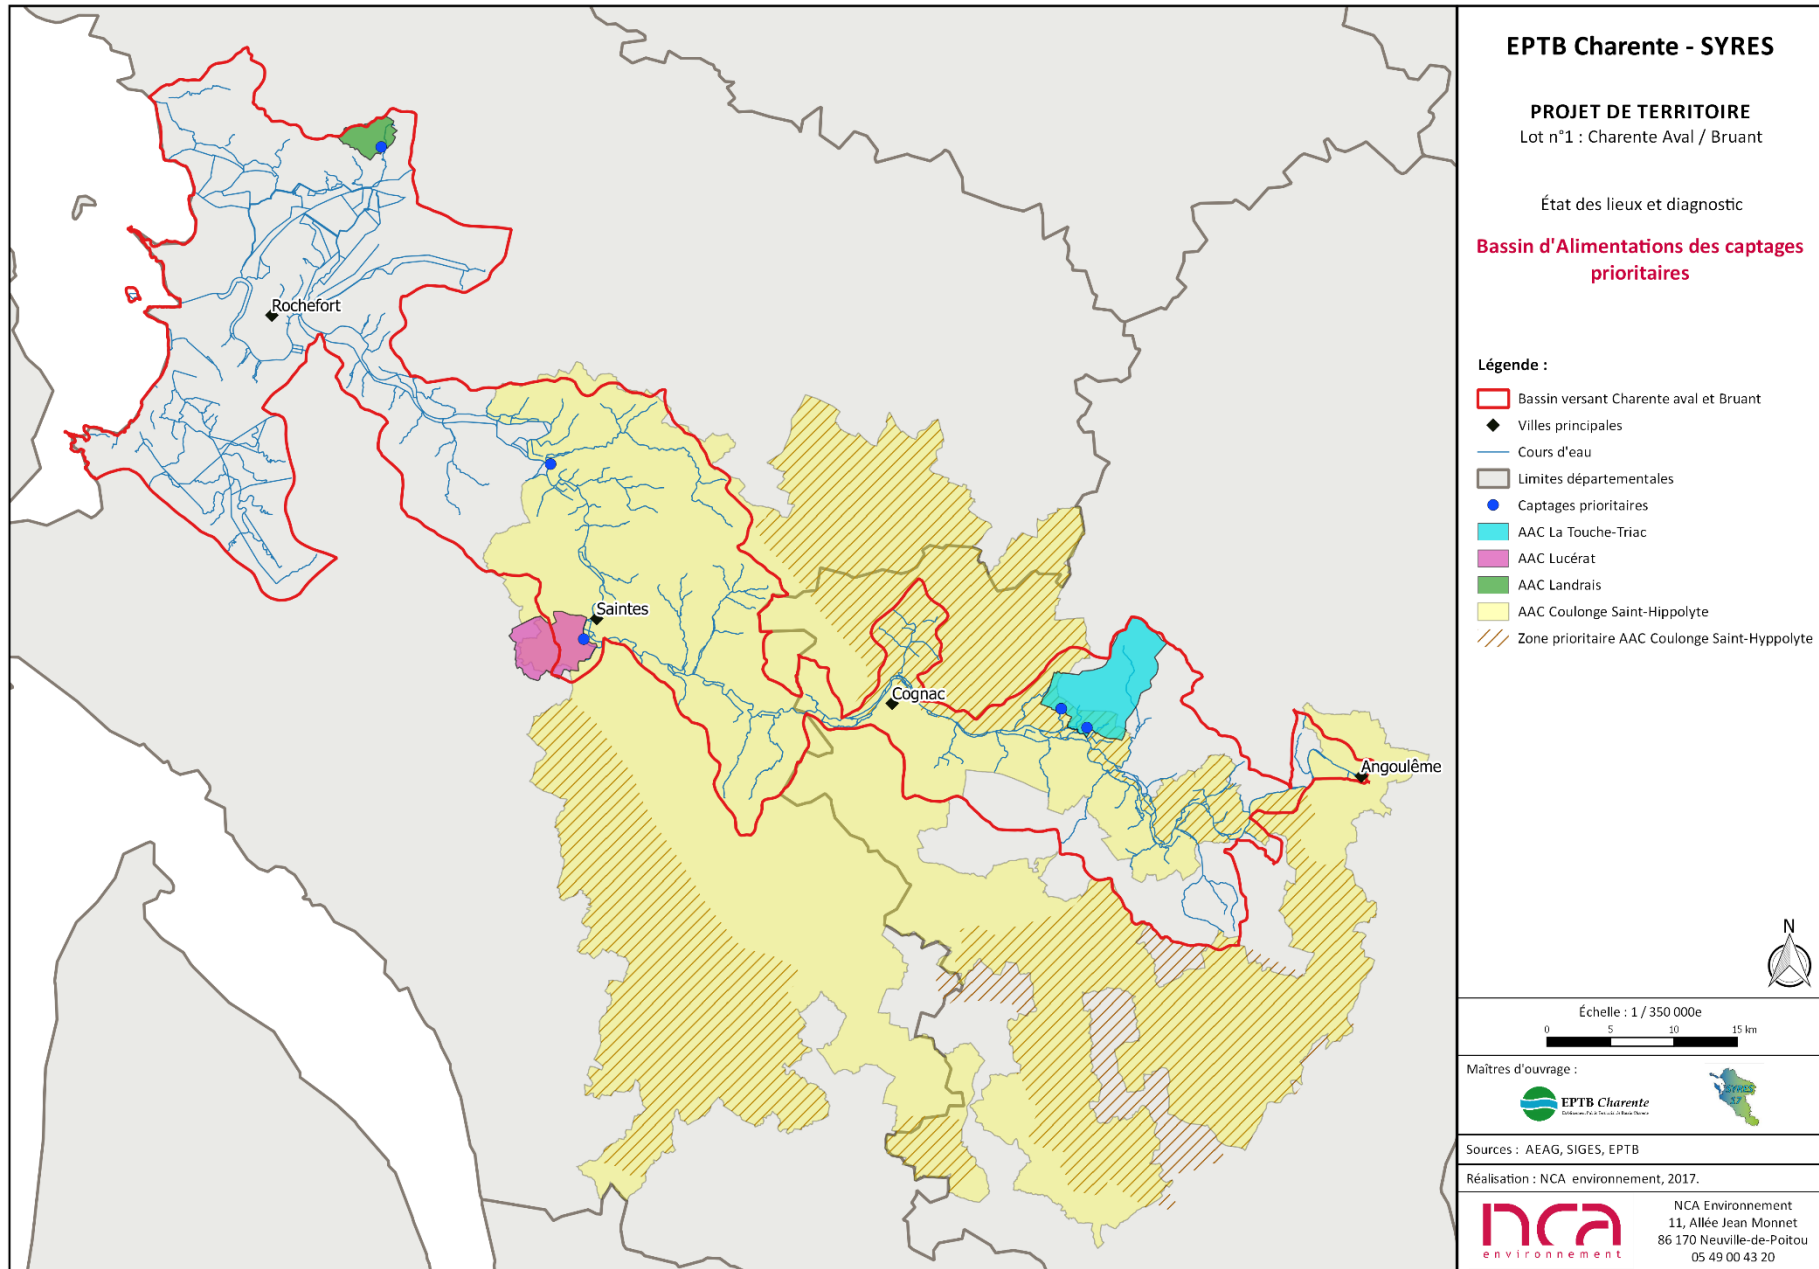 EPTB Charente - SYRES
PROJET DE TERRITOIRE
Lot n°1 : Charente Aval / Bruant
État des lieux et diagnostic
Bassin d'Alimentations des captages
prioritaires
Légende :
Bassin versant Charente aval et Bruant
Villes principales
Cours d'eau
Limites départementales
Captages prioritaires
AAC La Touche-Triac
AAC Lucérat
AAC Landrais
AAC Coulonge Saint-Hippolyte
Zone prioritaire AAC Coulonge Saint-Hyppolyte
Rochefort
Saintes
Cognac
Angoulême
N
Échelle : 1 / 350 000e
0 5 10 15 km
Maîtres d'ouvrage :
EPTB Charente
SYRES
17
Sources : AEAG, SIGES, EPTB
Réalisation : NCA environnement, 2017.
nca
environnement
NCA Environnement
11, Allée Jean Monnet
86 170 Neuville-de-Poitou
05 49 00 43 20